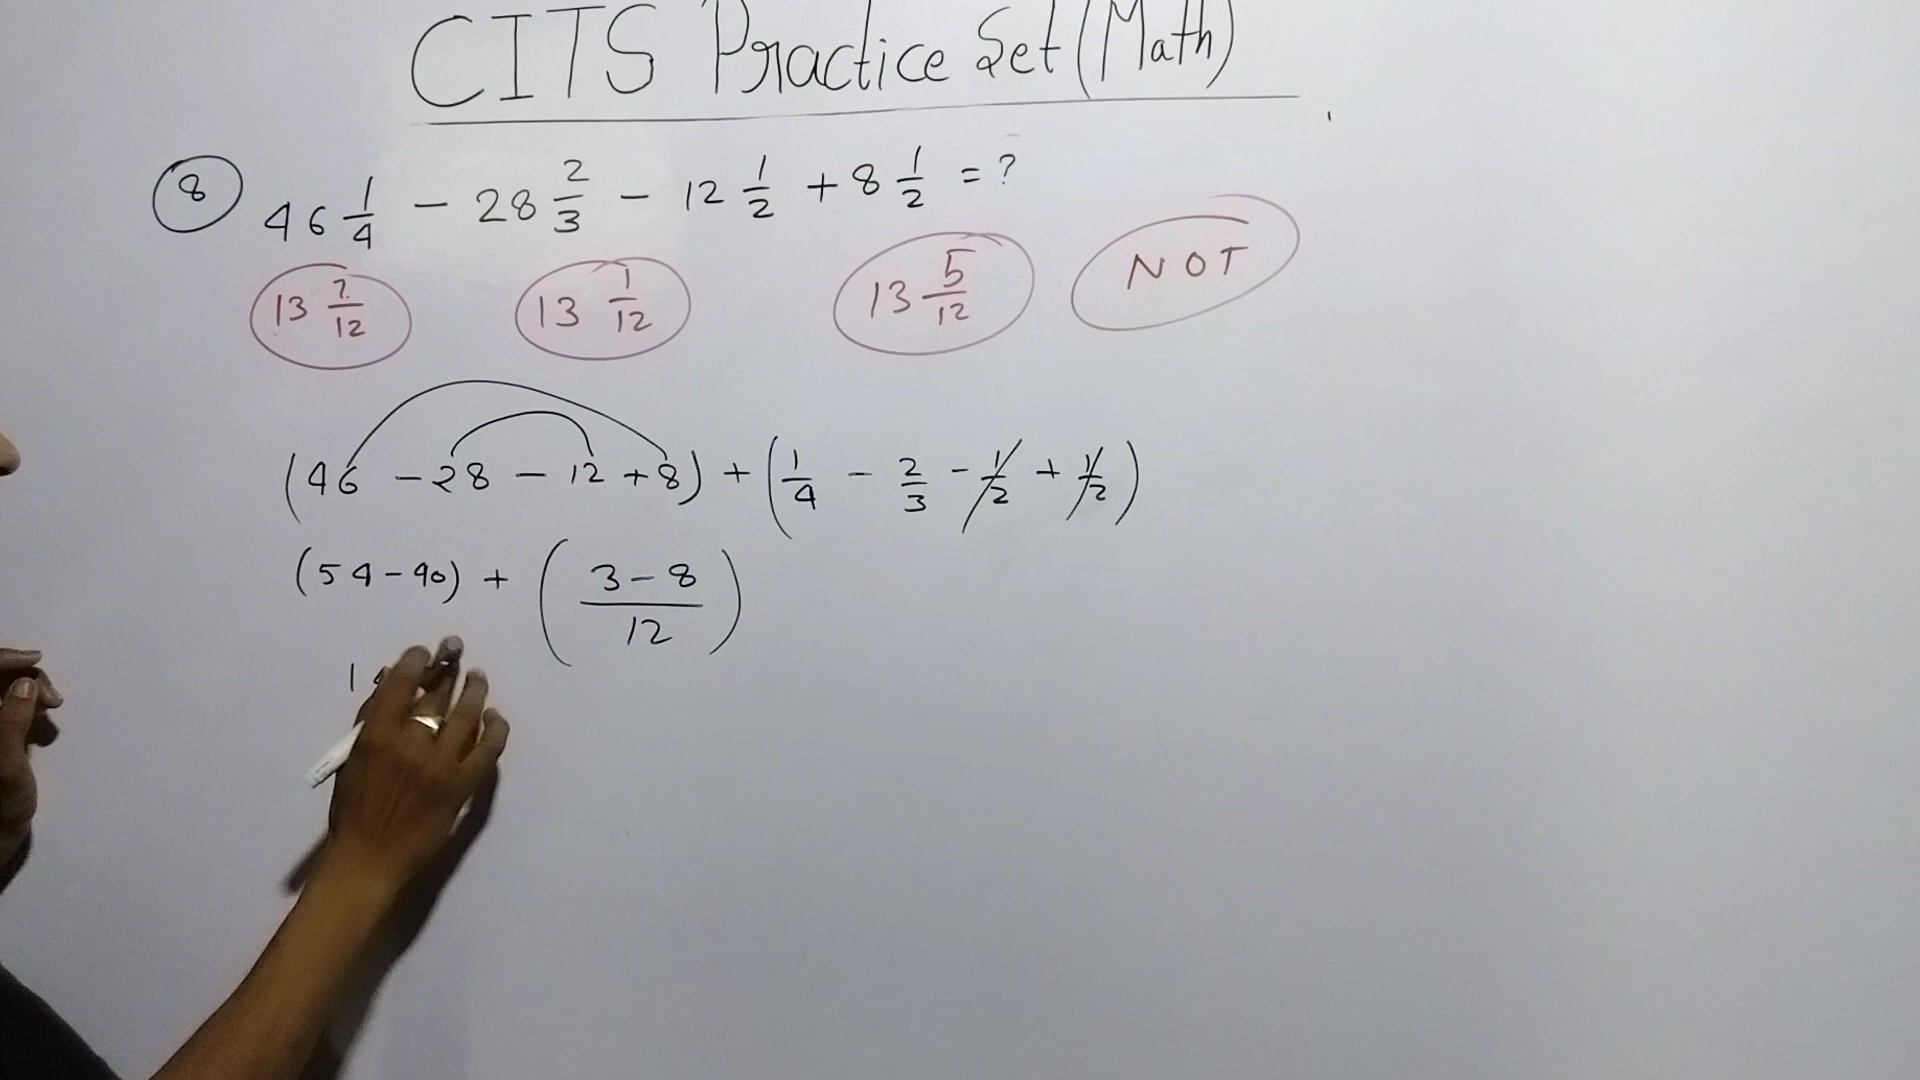 CITS Practice Set (Math)
8 46 1/4 - 28 2/3 - 12 1/2 + 8 1/2 = ?
13 7/12 13 1/12 13 5/12 NOT
(46 - 28 - 12 + 8) + (1/4 - 2/3 - 1/2 + 1/2)
(54 - 40) + (3 - 8 / 12)